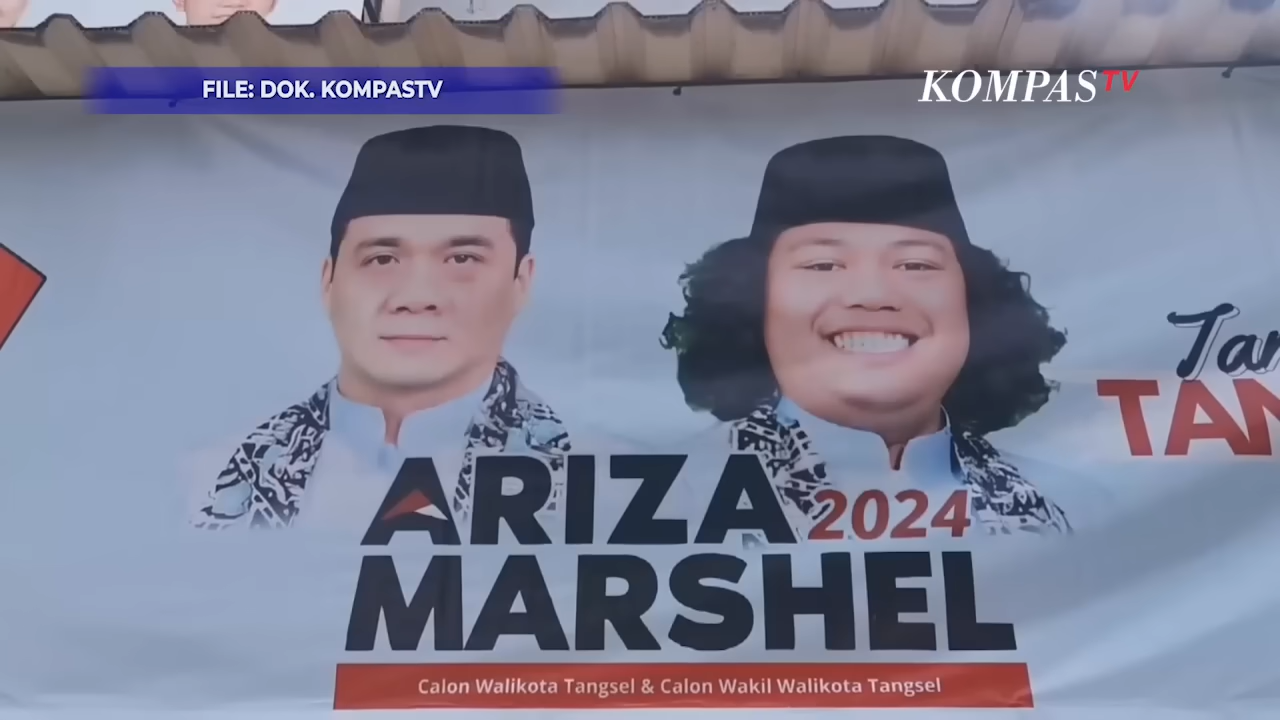 FILE: DOK. KOMPASTV
KOMPASTV
ARIZA
2024
MARSHEL
Calon Walikota Tangsel & Calon Wakil Walikota Tangsel